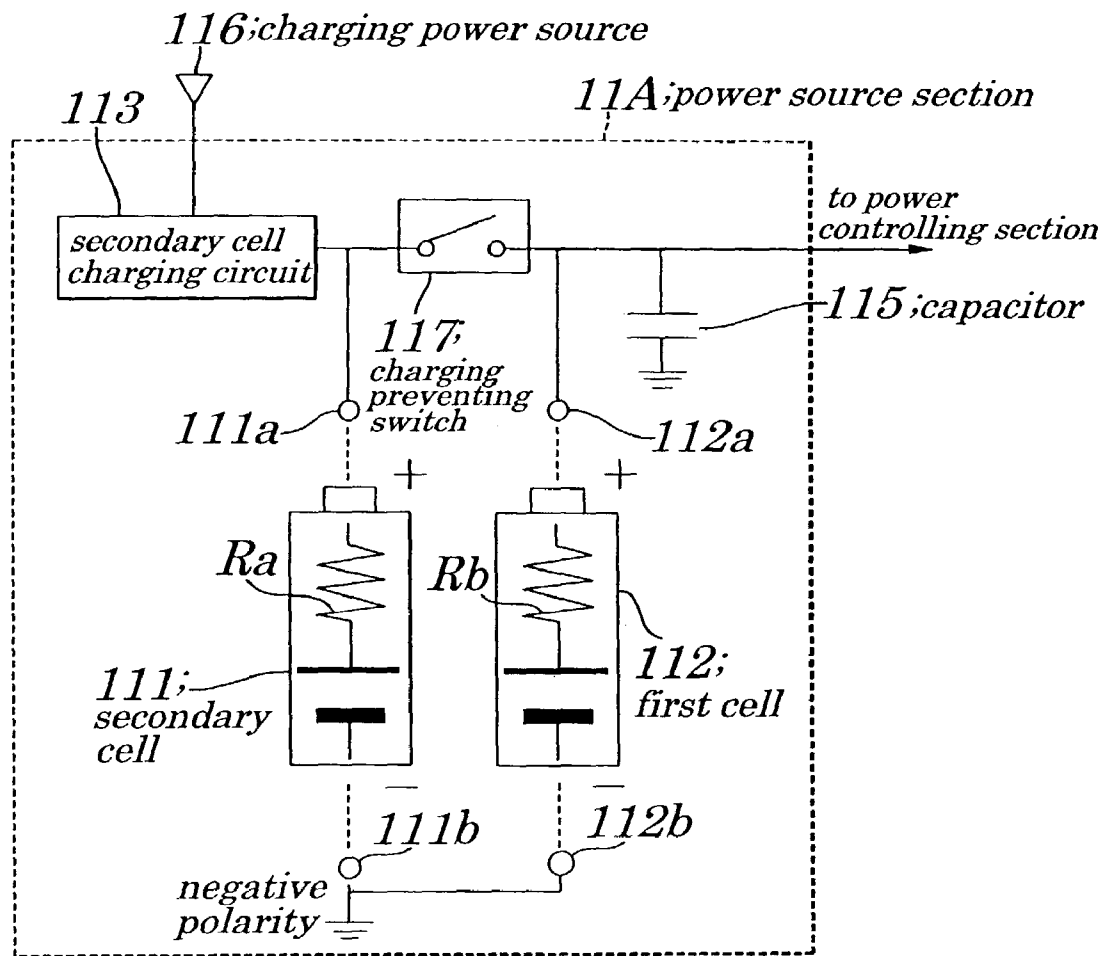 116;charging power source
113
11A;power source section
secondary cell
charging circuit
to power
controlling section
117;
charging
preventing
switch
115;capacitor
111a
112a
+
+
Ra
Rb
111;
secondary
cell
112;
first cell
−
−
111b
112b
negative
polarity